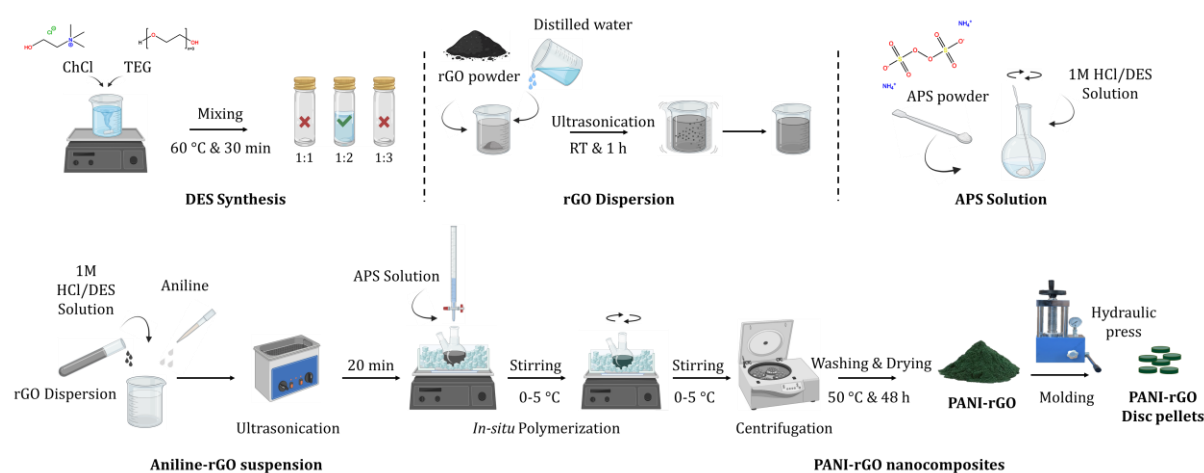 ChCl
TEG
Mixing
60 °C & 30 min
1:1
1:2
1:3
DES Synthesis
Distilled water
rGO powder
Ultrasonication
RT & 1 h
rGO Dispersion
APS powder
1M HCl/DES
Solution
APS Solution
1M
HCl/DES
Solution
Aniline
rGO Dispersion
Ultrasonication
Aniline-rGO suspension
20 min
APS Solution
Stirring
0-5 °C
In-situ Polymerization
Stirring
0-5 °C
Centrifugation
Washing & Drying
50 °C & 48 h
PANI-rGO
Hydraulic
press
Molding
PANI-rGO
Disc pellets
PANI-rGO nanocomposites